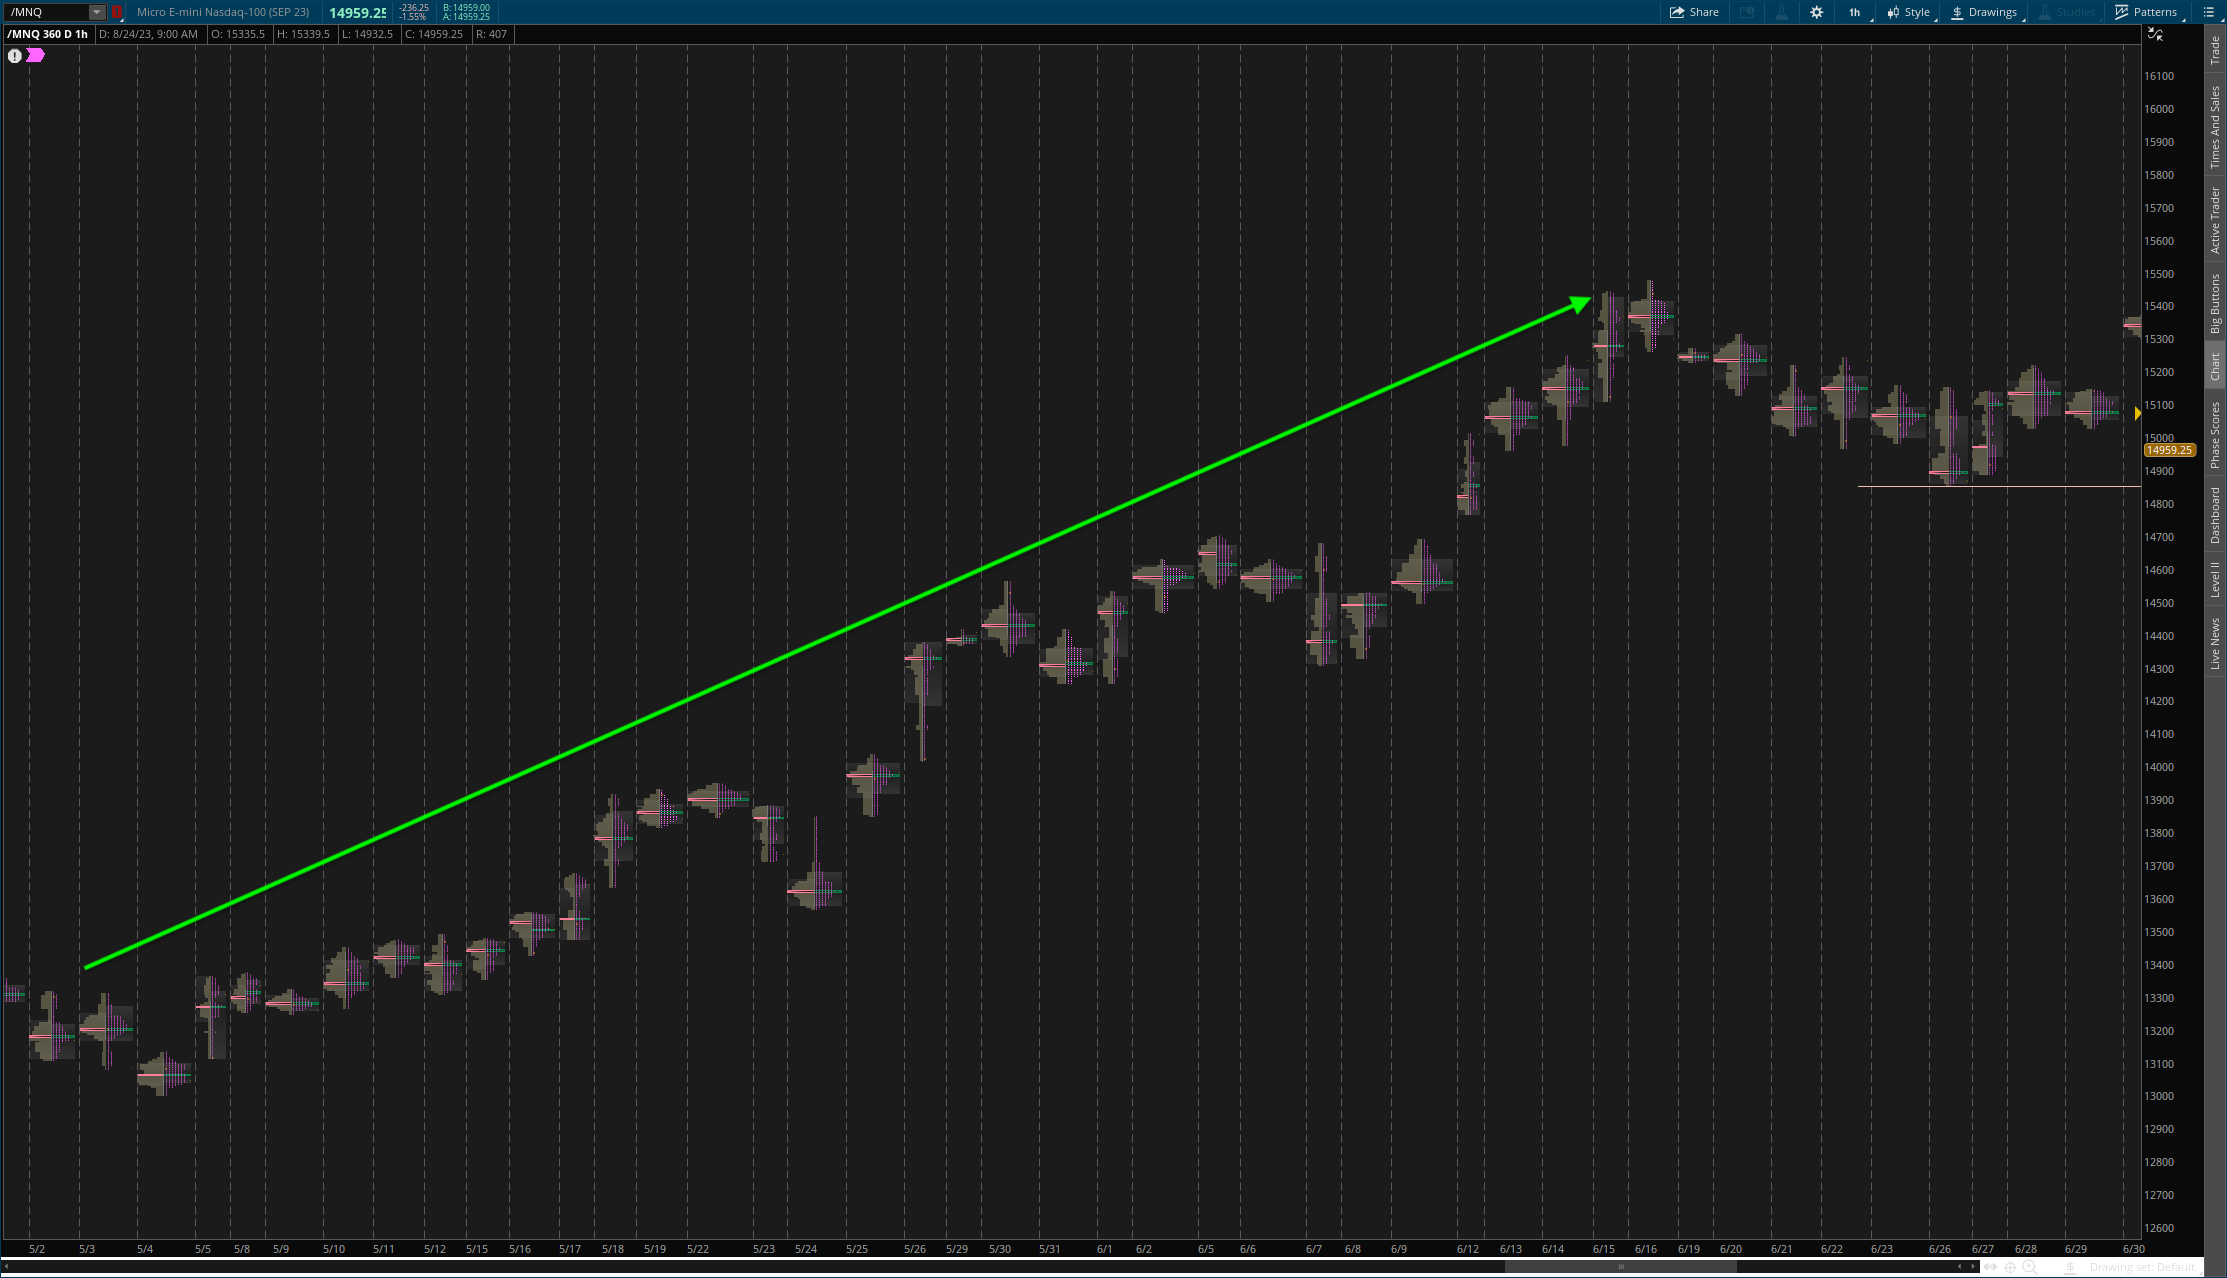 /MNQ
Micro E-mini Nasdaq-100 (SEP 23)
14959.25
-236.25
-1.55%
B: 14959.00
A: 14959.25
Share
1h
Style
$ Drawings
Studies
Patterns
/MNQ 360 D 1h
D: 8/24/23, 9:00 AM
O: 15335.5
H: 15339.5
L: 14932.5
C: 14959.25
R: 407
16100
16000
15900
15800
15700
15600
15500
15400
15300
15200
15100
15000
14959.25
14900
14800
14700
14600
14500
14400
14300
14200
14100
14000
13900
13800
13700
13600
13500
13400
13300
13200
13100
13000
12900
12800
12700
12600
Trade
Times And Sales
Active Trader
Big Buttons
Chart
Phase Scores
Dashboard
Level II
Live News
5/2 5/3 5/4 5/5 5/8 5/9 5/10 5/11 5/12 5/15 5/16 5/17 5/18 5/19 5/22 5/23 5/24 5/25 5/26 5/29 5/30 5/31 6/1 6/2 6/5 6/6 6/7 6/8 6/9 6/12 6/13 6/14 6/15 6/16 6/19 6/20 6/21 6/22 6/23 6/26 6/27 6/28 6/29 6/30
$ Drawing set: Default